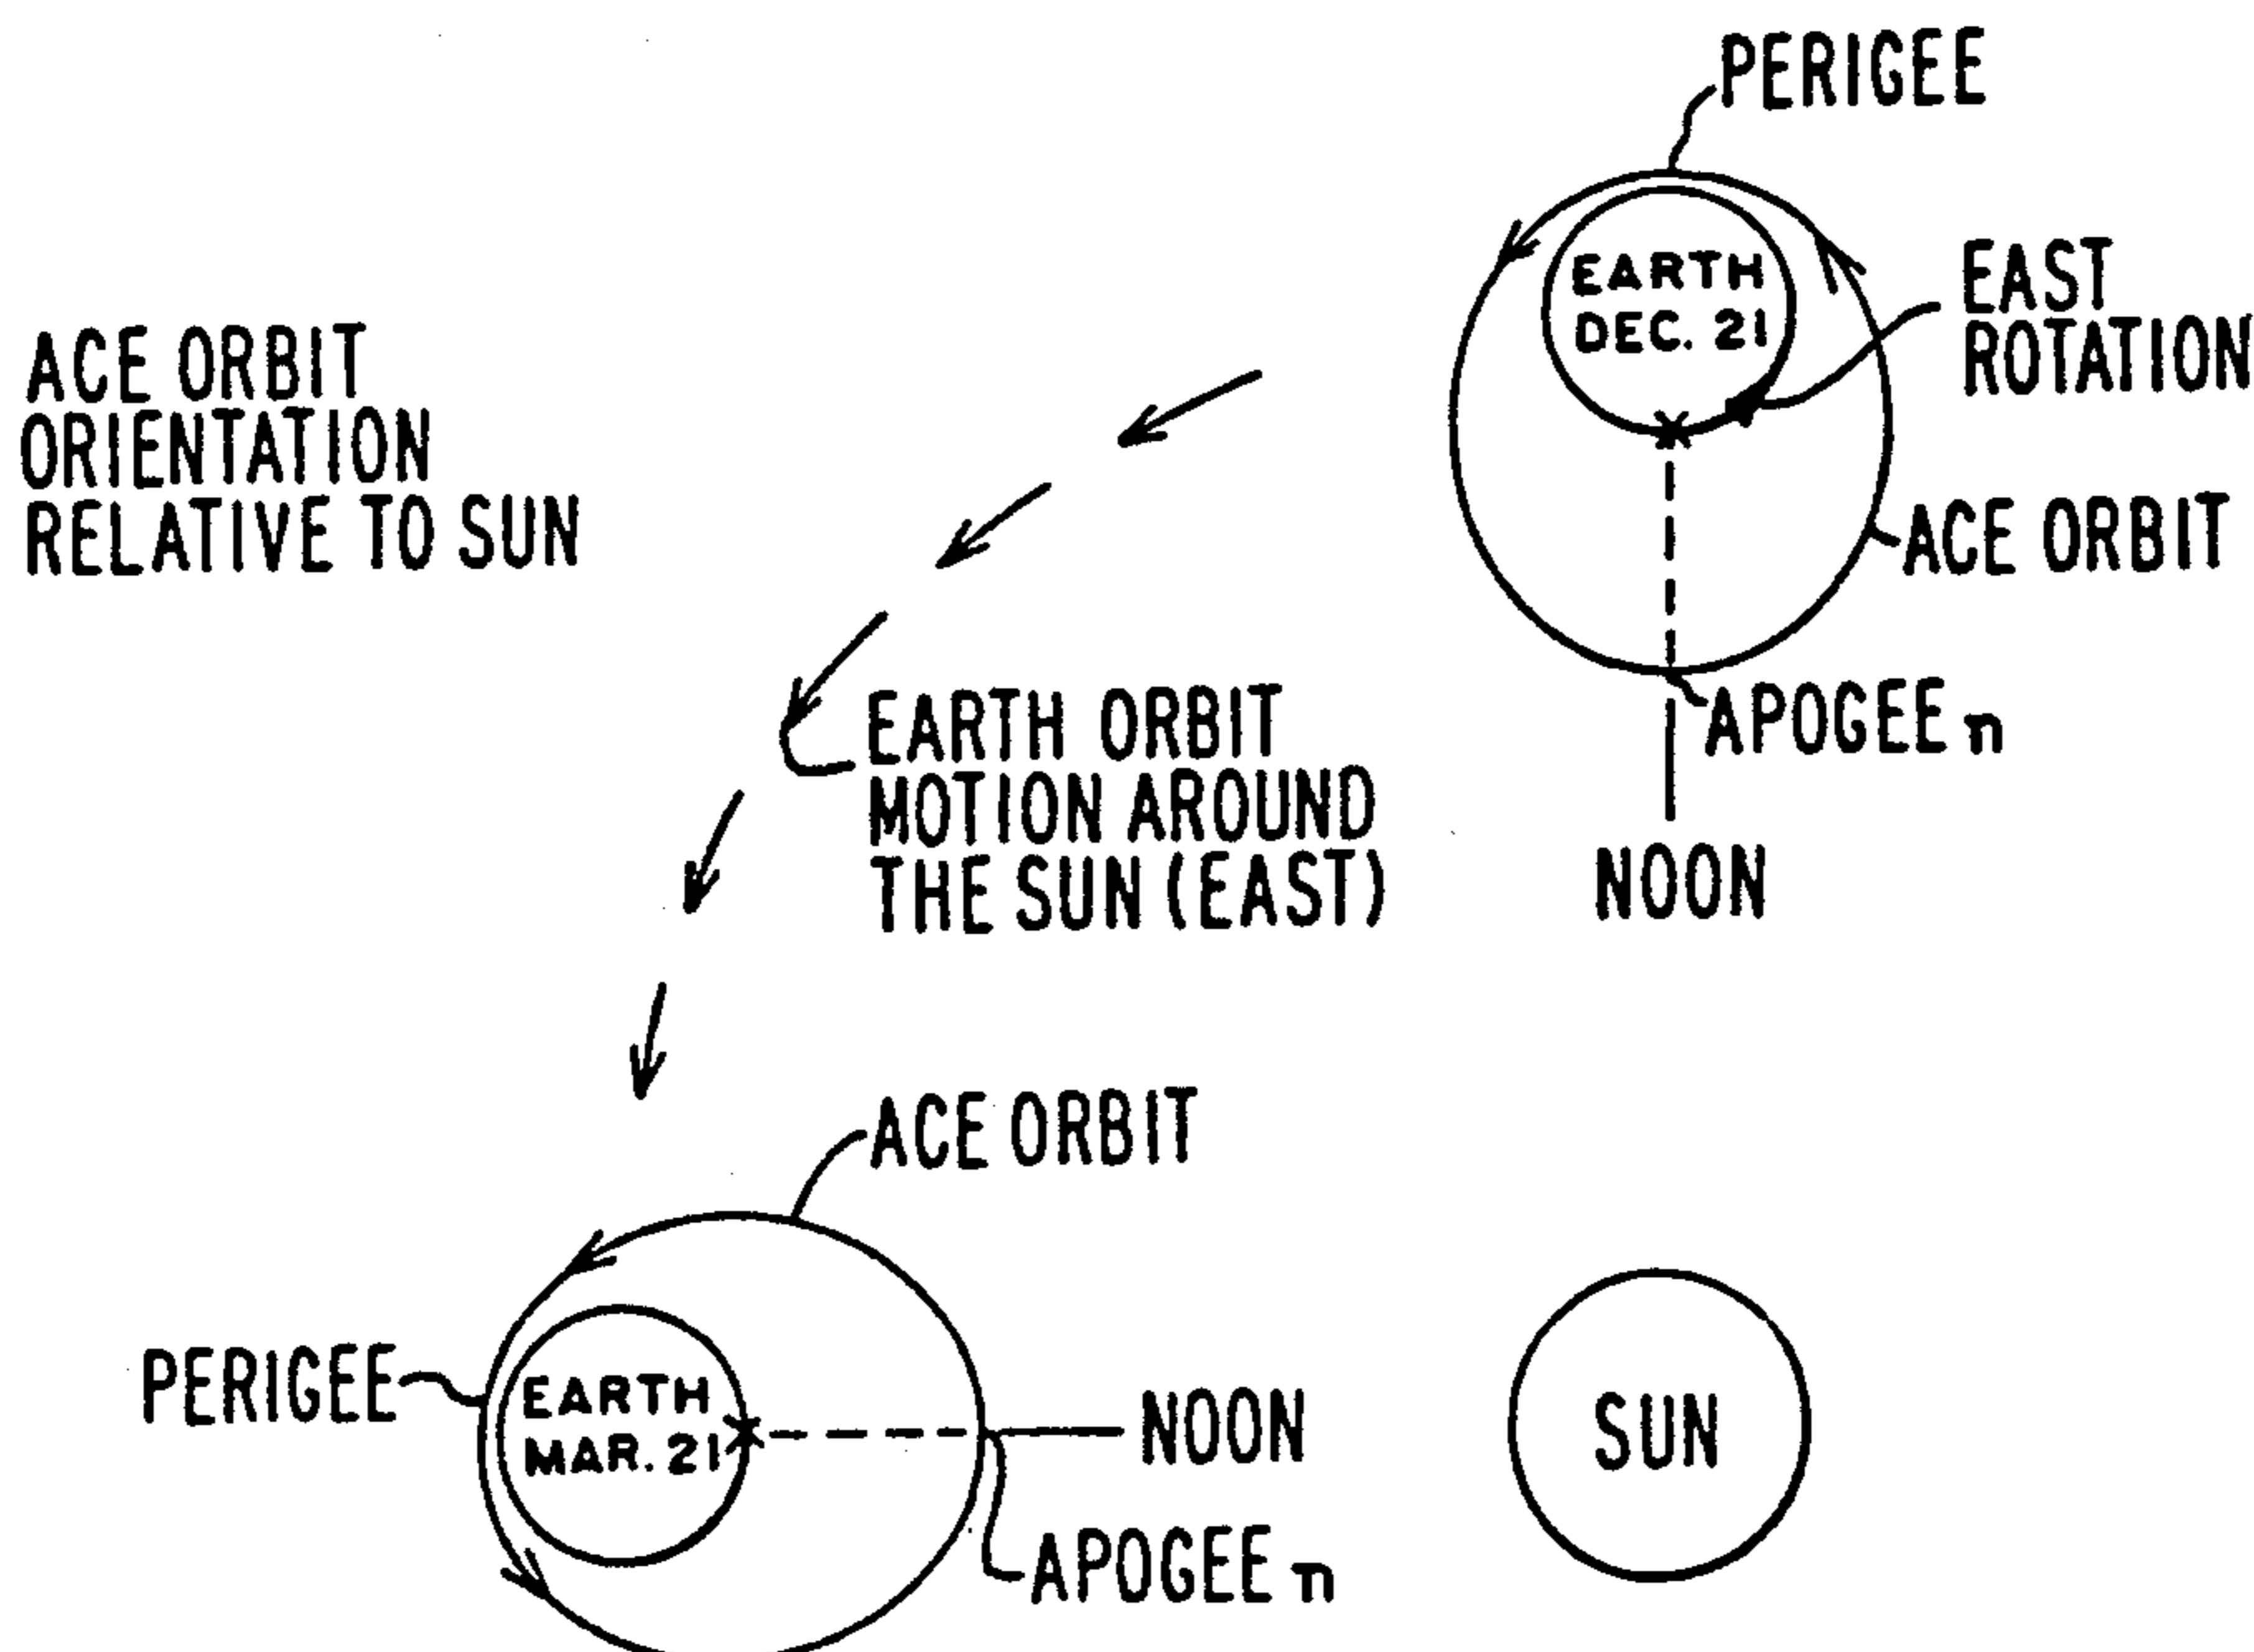 ACE ORBIT
ORIENTATION
RELATIVE TO SUN
PERIGEE
EARTH
DEC. 21
EAST
ROTATION
ACE ORBIT
APOGEE n
NOON
EARTH ORBIT
MOTION AROUND
THE SUN (EAST)
ACE ORBIT
PERIGEE
EARTH
MAR. 21
NOON
APOGEE n
SUN